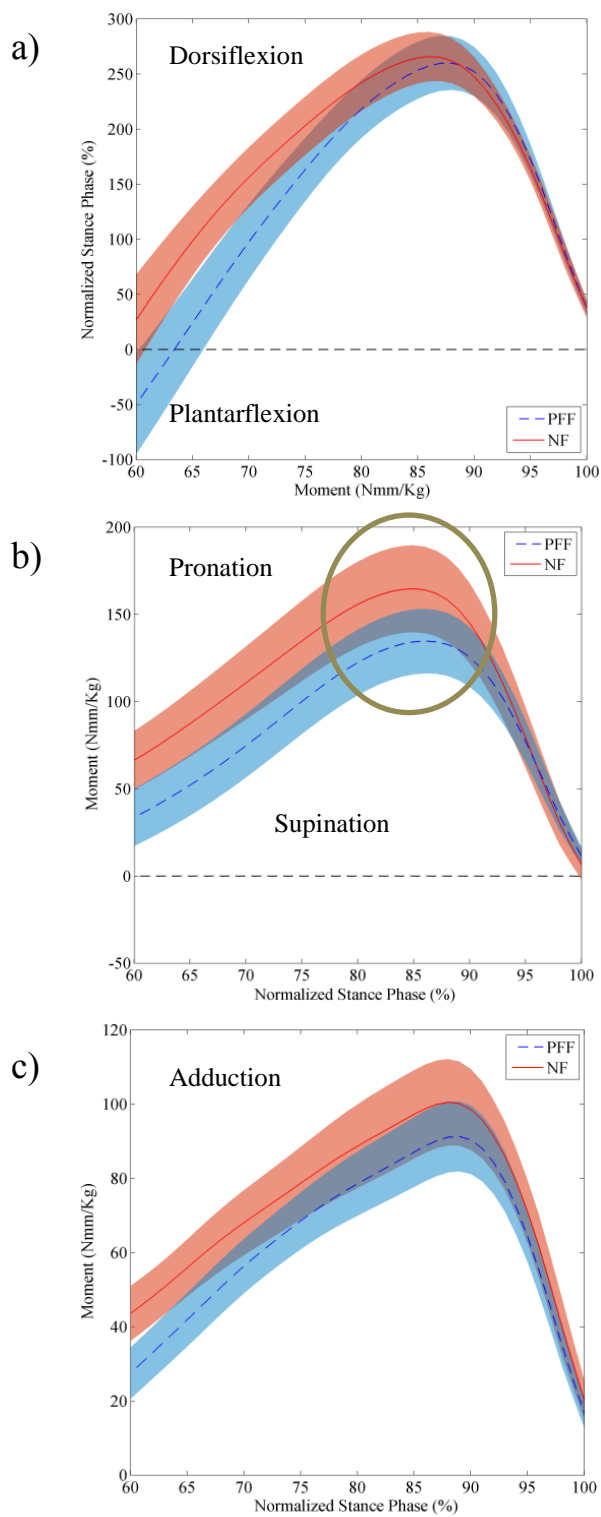 a)
Dorsiflexion
Plantarflexion
Normalized Stance Phase (%)
300
250
200
150
100
50
0
-50
-100
60 65 70 75 80 85 90 95 100
Moment (Nmm/Kg)
PFF
NF
b)
Pronation
Supination
Moment (Nmm/Kg)
200
150
100
50
0
-50
60 65 70 75 80 85 90 95 100
Normalized Stance Phase (%)
PFF
NF
c)
Adduction
Moment (Nmm/Kg)
120
100
80
60
40
20
0
60 65 70 75 80 85 90 95 100
Normalized Stance Phase (%)
PFF
NF